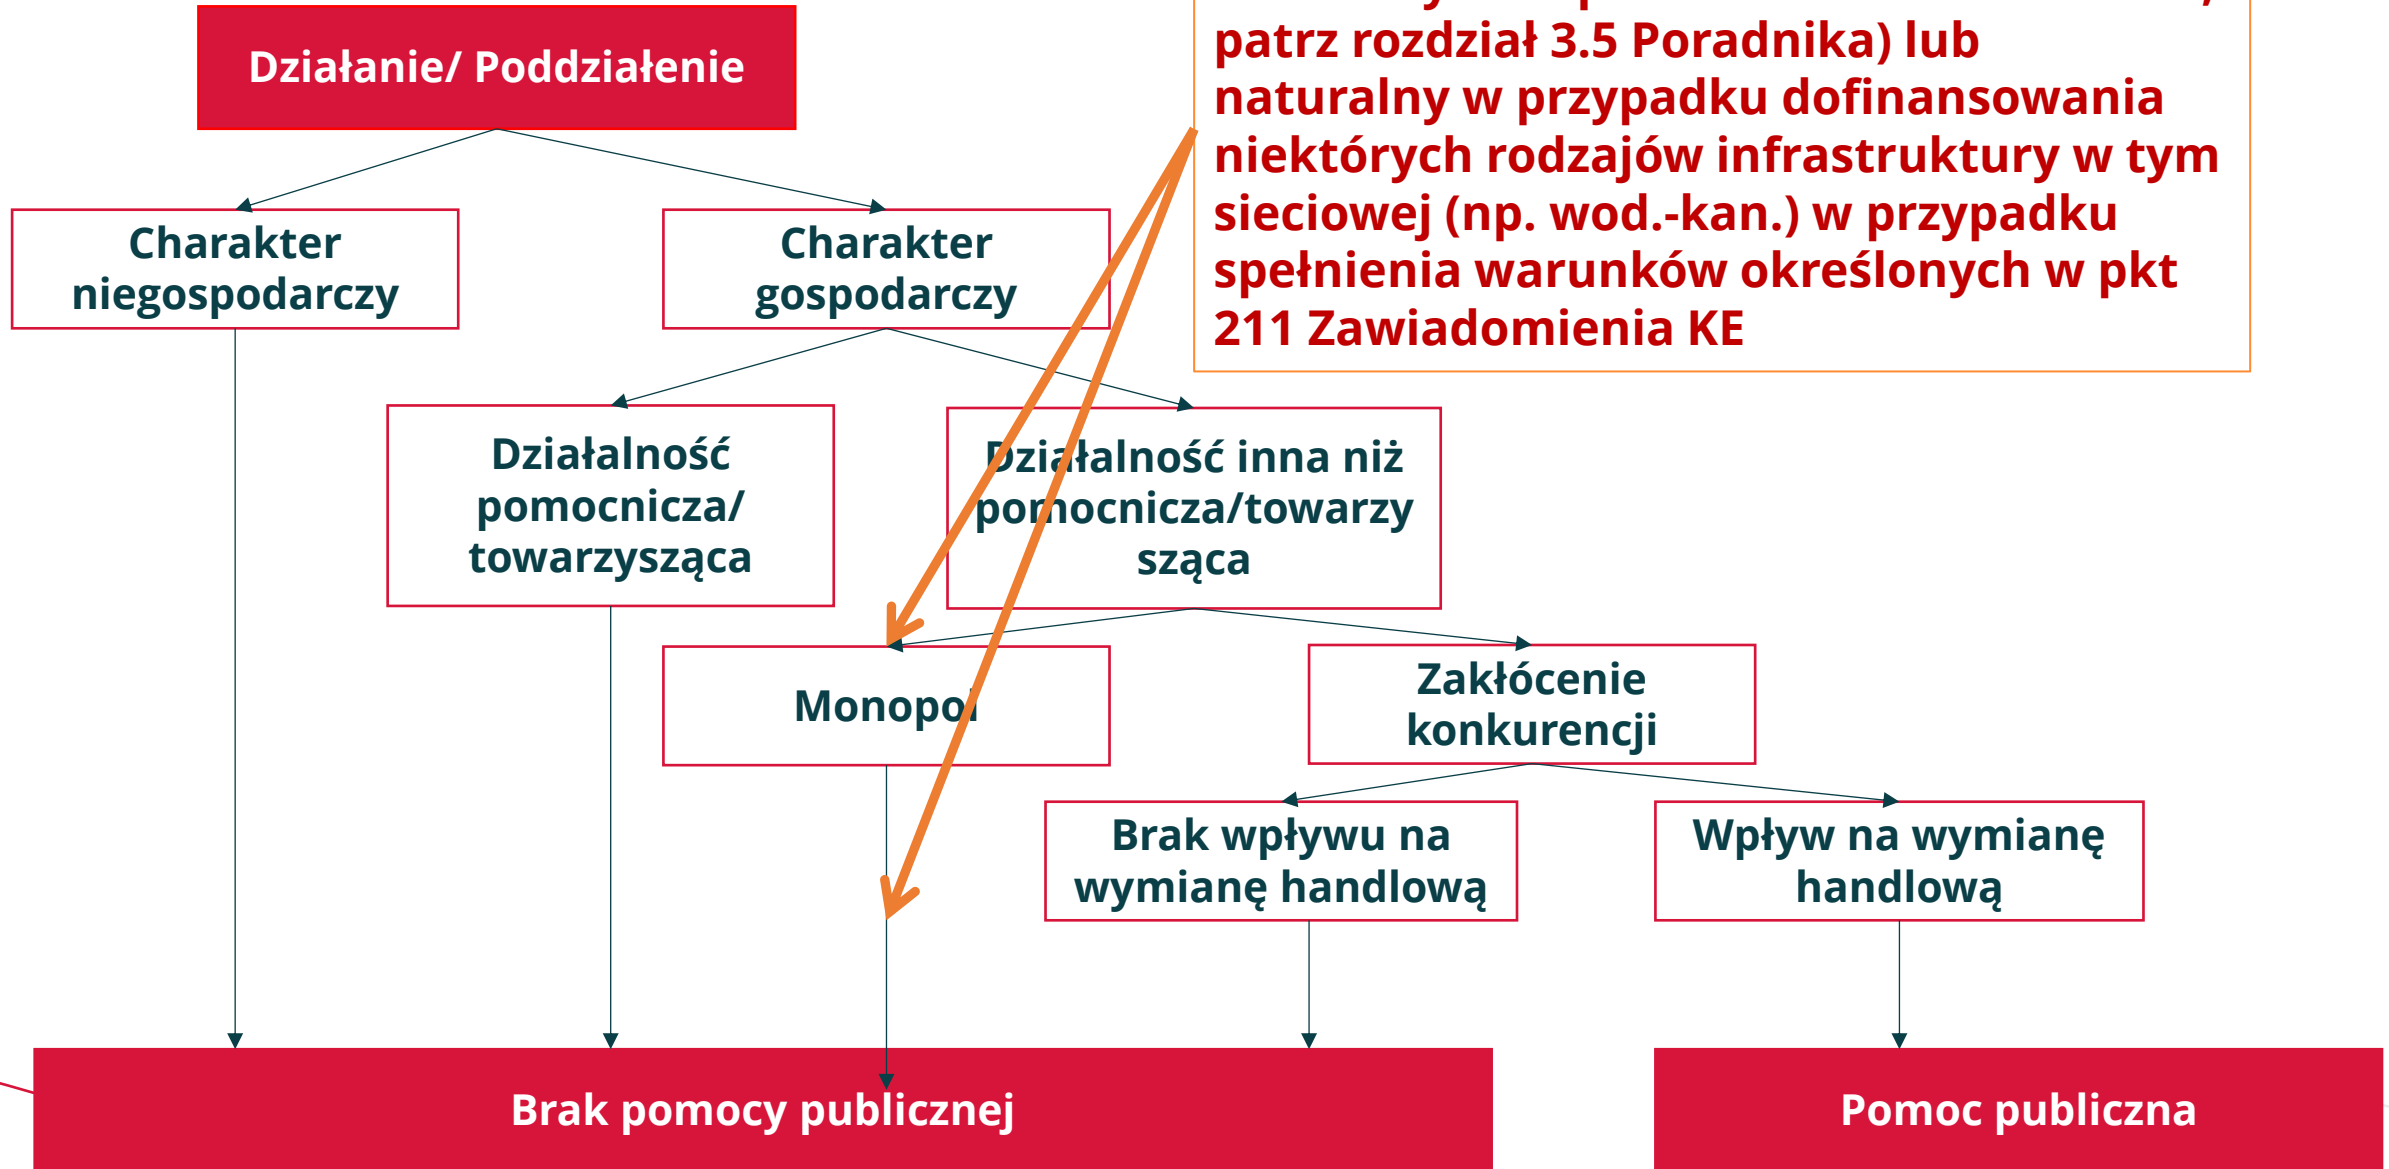 Działanie/ Poddziałenie
patrz rozdział 3.5 Poradnika) lub
naturalny w przypadku dofinansowania
niektórych rodzajów infrastruktury w tym
sieciowej (np. wod.-kan.) w przypadku
spełnienia warunków określonych w pkt
211 Zawiadomienia KE
Charakter
niegospodarczy
Charakter
gospodarczy
Działalność
pomocnicza/
towarzysząca
Działalność inna niż
pomocnicza/towarzy
sząca
Monopol
Zakłócenie
konkurencji
Brak wpływu na
wymianę handlową
Wpływ na wymianę
handlową
Brak pomocy publicznej
Pomoc publiczna